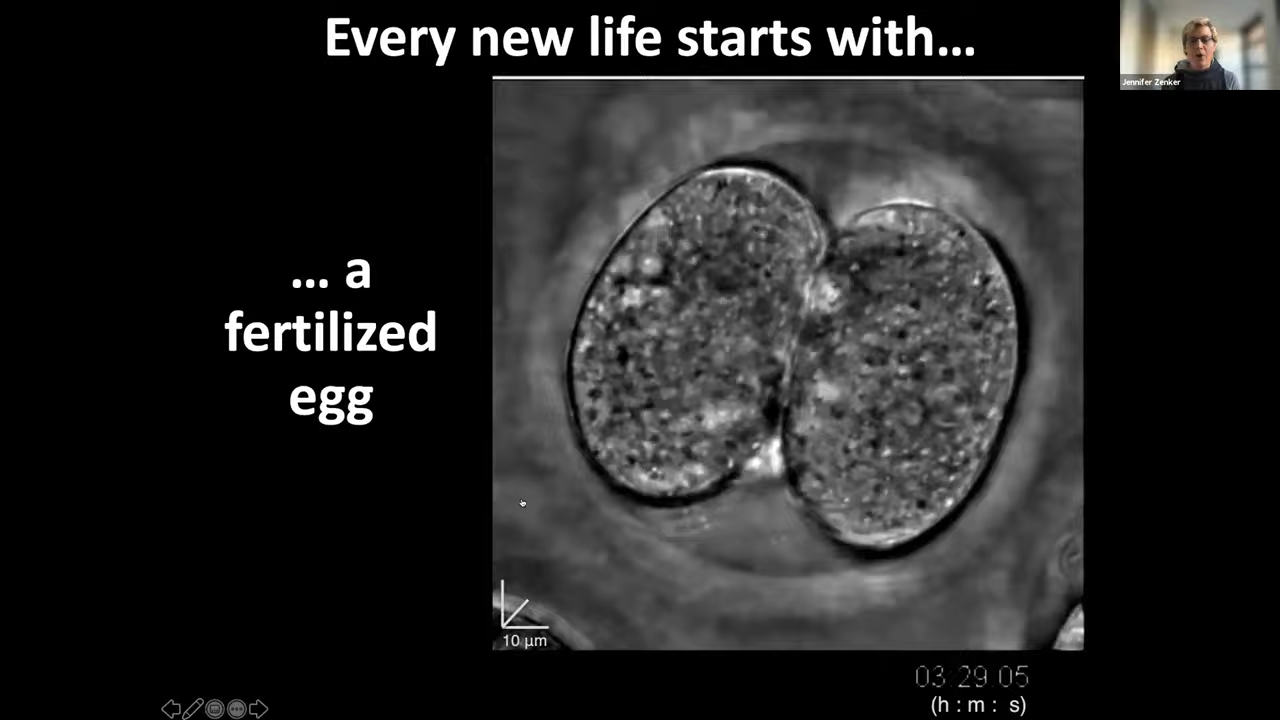 Every new life starts with...
Jennifer Zenker
... a
fertilized
egg
10 µm
03:29:05
(h : m : s)